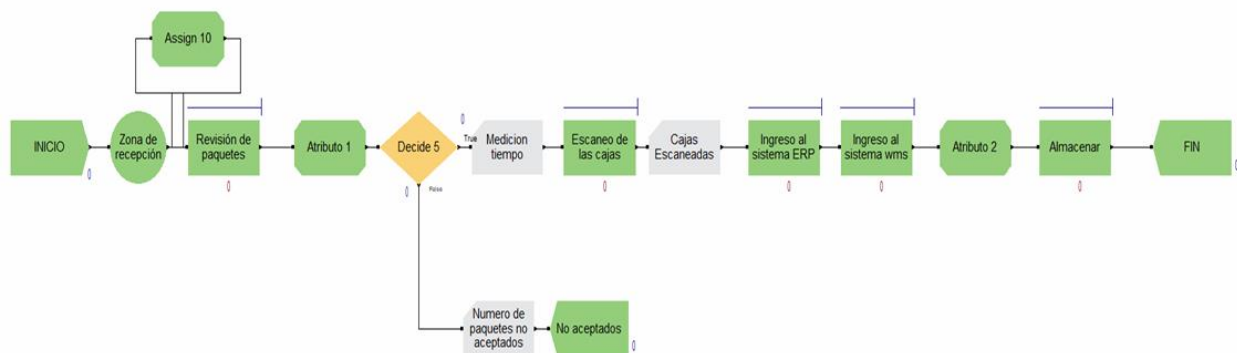 Assign 10
INICIO
Zona de
recepción
Revisión de
paquetes
Atributo 1
Decide 5
True
False
Medicion
tiempo
Escaneo de
las cajas
Cajas
Escaneadas
Ingreso al
sistema ERP
Ingreso al
sistema wms
Atributo 2
Almacenar
FIN
0
0
0
0
0
0
0
0
0
Numero de
paquetes no
aceptados
No aceptados
0